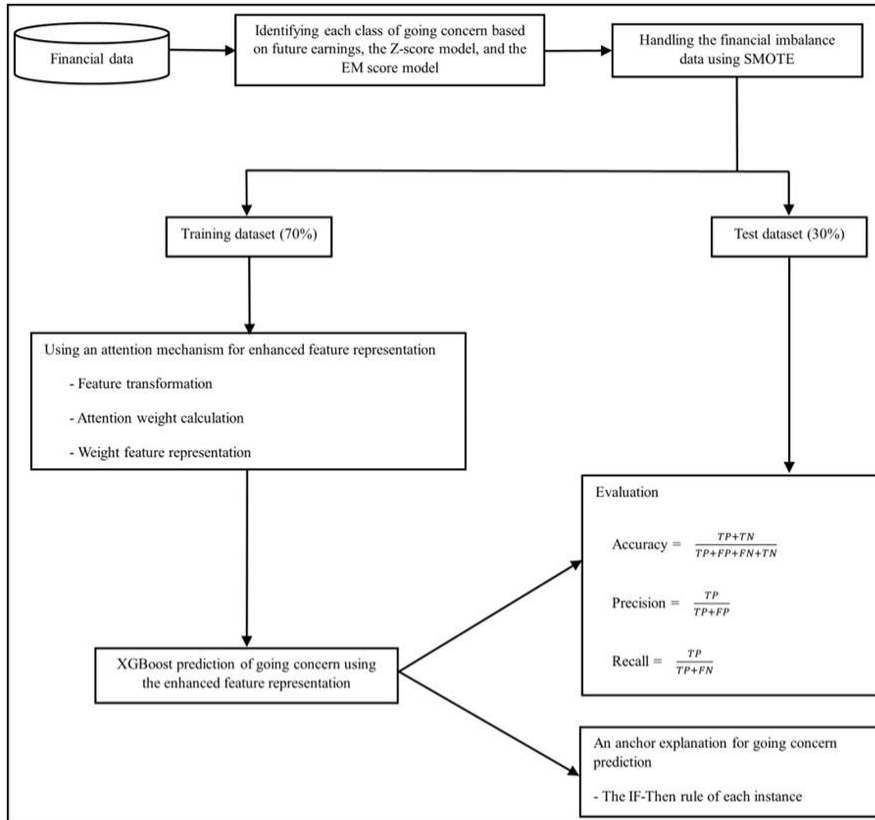 Financial data
Identifying each class of going concern based
on future earnings, the Z-score model, and the
EM score model
Handling the financial imbalance
data using SMOTE
Training dataset (70%)
Test dataset (30%)
Using an attention mechanism for enhanced feature representation
- Feature transformation
- Attention weight calculation
- Weight feature representation
Evaluation
Accuracy = TP+TN / TP+FP+FN+TN
Precision = TP / TP+FP
Recall = TP / TP+FN
XGBoost prediction of going concern using
the enhanced feature representation
An anchor explanation for going concern
prediction
- The IF-Then rule of each instance